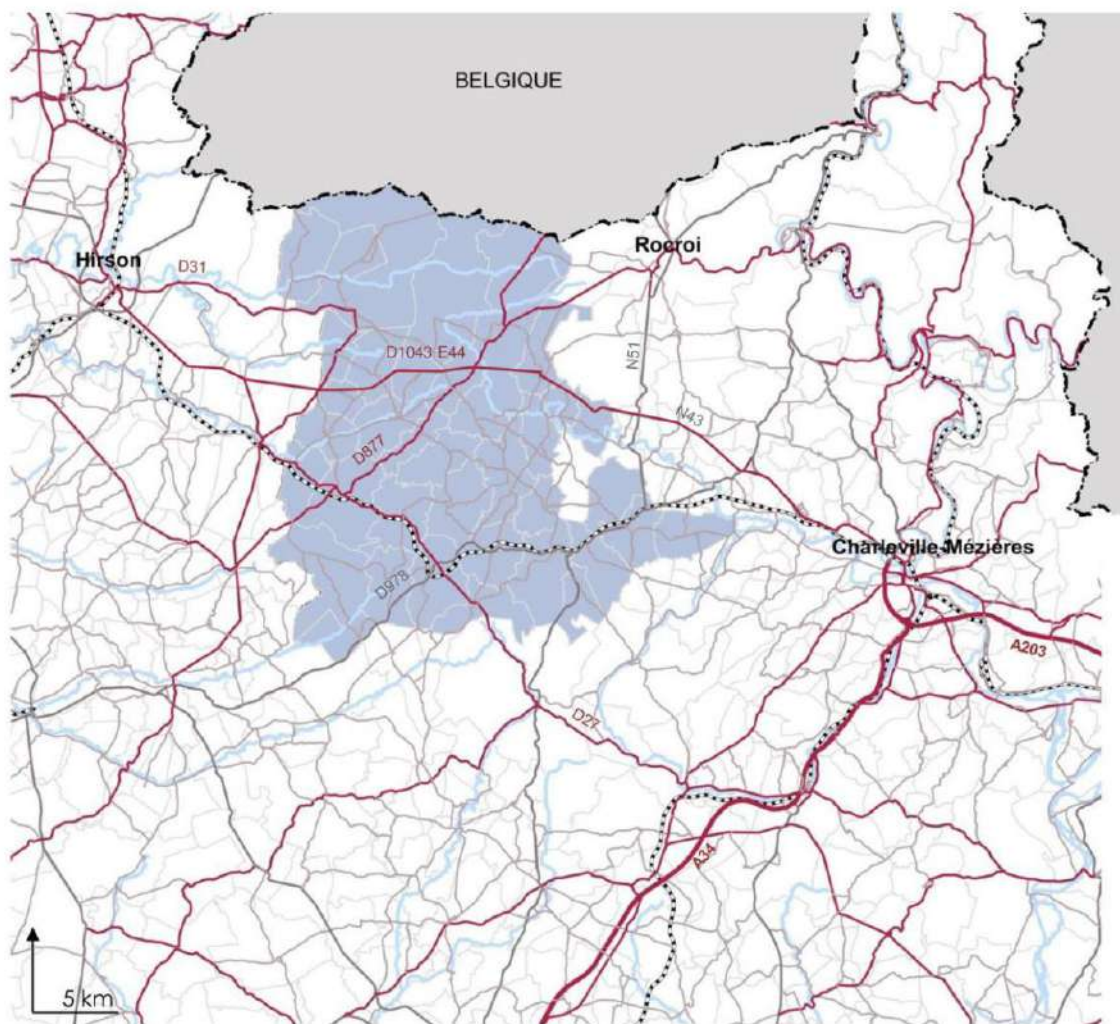 BELGIQUE
Rocroi
Hirson
D31
N51
D1043 E44
N43
D877
Charleville-Mézières
D978
A203
D27
A34
5 km